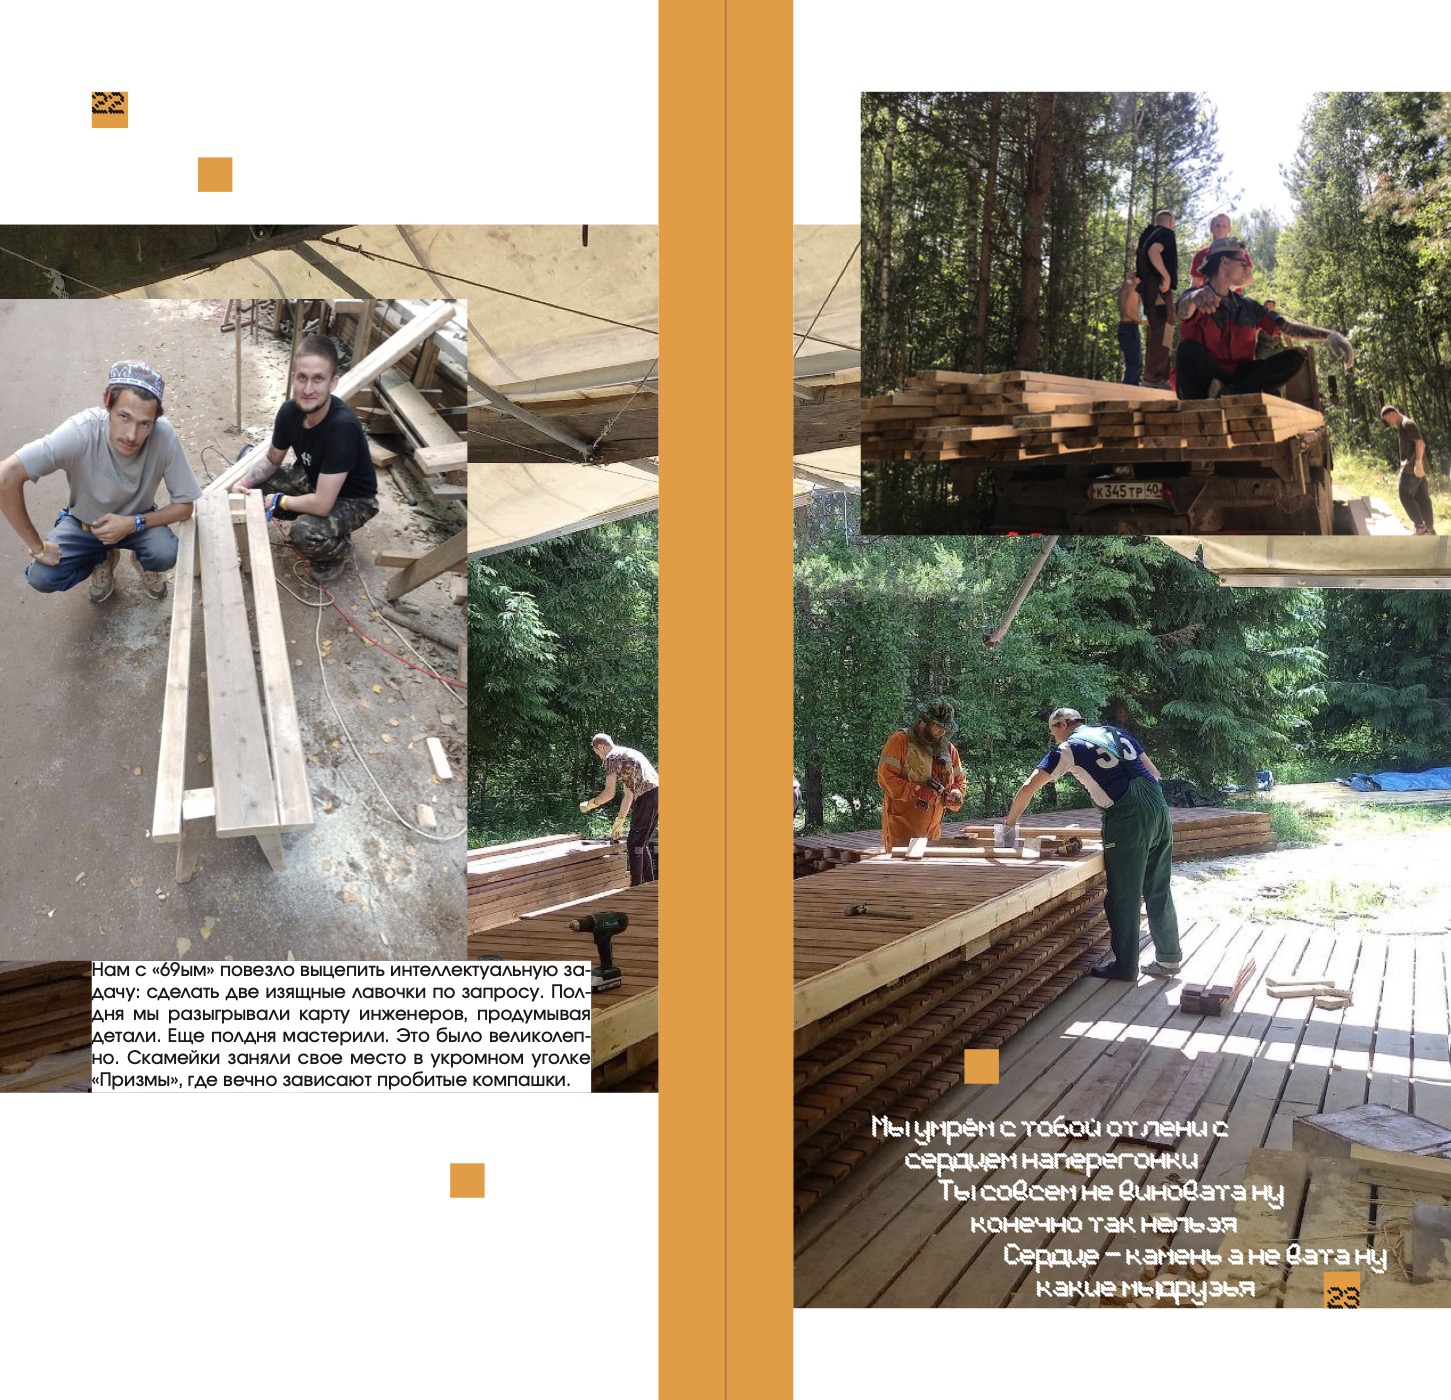 22
Нам с «69ым» повезло выцепить интеллектуальную за-
дачу: сделать две изящные лавочки по запросу. Пол-
дня мы разыгрывали карту инженеров, продумывая
детали. Еще полдня мастерили. Это было великолеп-
но. Скамейки заняли свое место в укромном уголке
«Призмы», где вечно зависают пробитые компашки.
К345ТР 40
35
Мы умрём с тобой от лени с
сердцем наперегонки
Ты совсем не виновата ну
конечно так нельзя
Сердце – камень а не вата ну
какие мы друзья
23